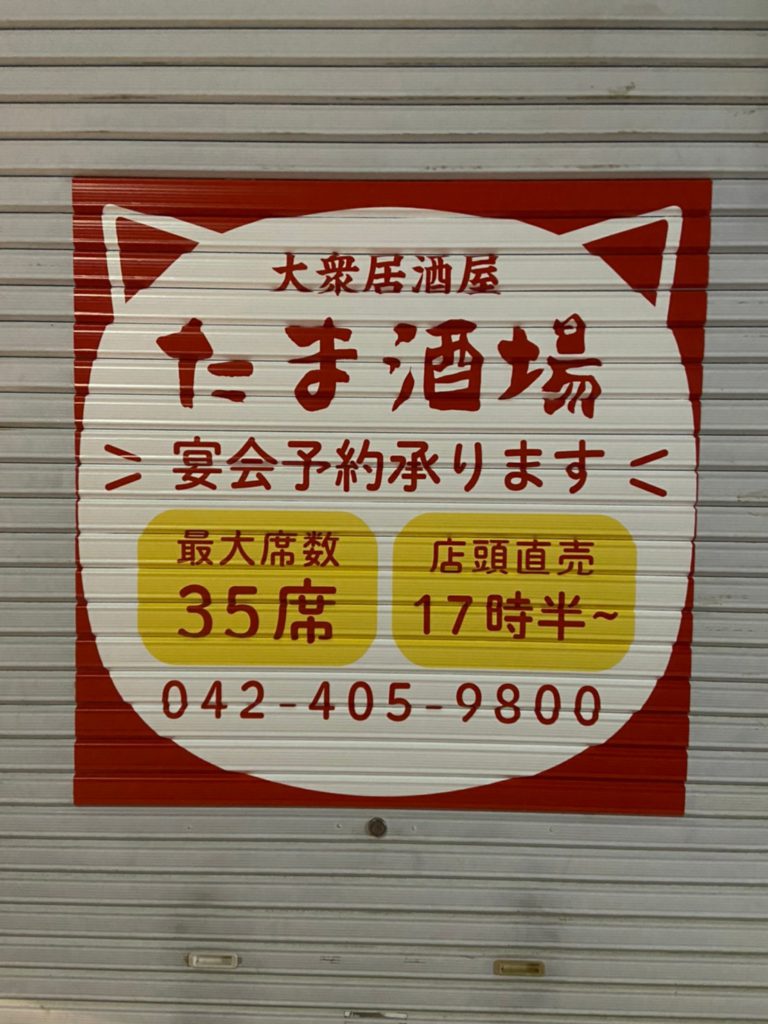 大衆居酒屋
たま酒場
宴会予約承ります
最大席数
35席
店頭直売
17時半~
042-405-9800